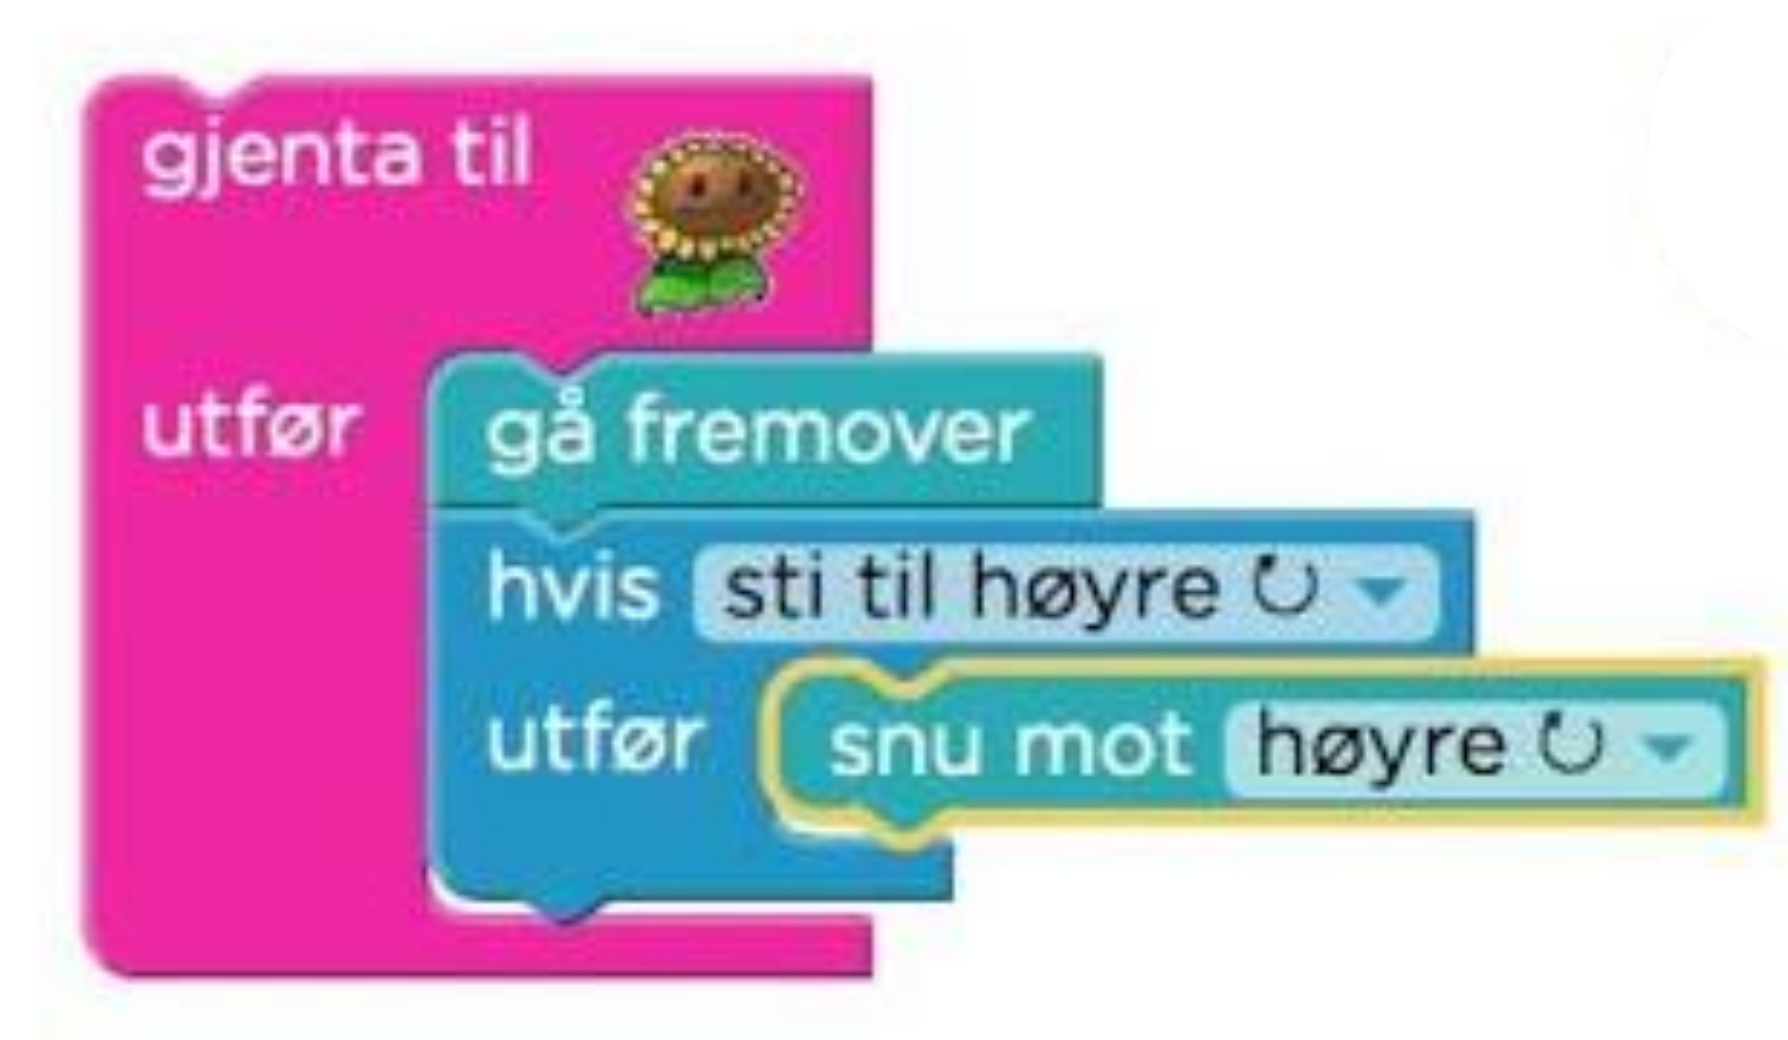 gjenta til
utfør gå fremover
hvis sti til høyre ↻
utfør snu mot høyre ↻